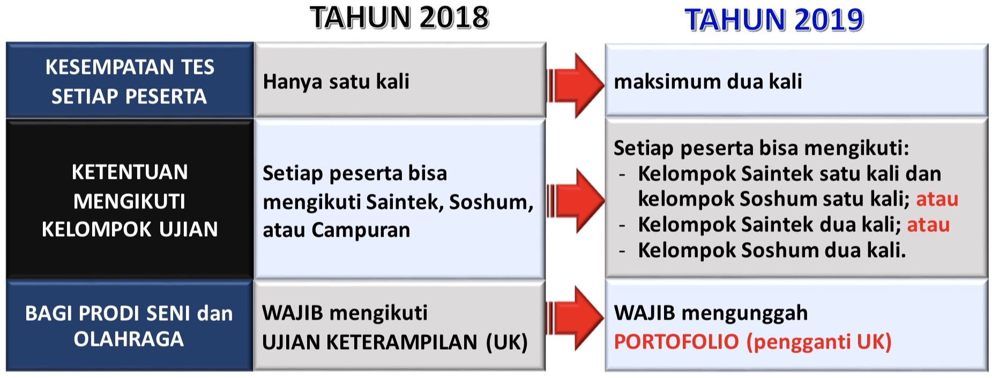 TAHUN 2018
TAHUN 2019
KESEMPATAN TES
SETIAP PESERTA
Hanya satu kali
maksimum dua kali
KETENTUAN
MENGIKUTI
KELOMPOK UJIAN
Setiap peserta bisa
mengikuti Saintek, Soshum,
atau Campuran
Setiap peserta bisa mengikuti:
- Kelompok Saintek satu kali dan
kelompok Soshum satu kali; atau
- Kelompok Saintek dua kali; atau
- Kelompok Soshum dua kali.
BAGI PRODI SENI dan
OLAHRAGA
WAJIB mengikuti
UJIAN KETERAMPILAN (UK)
WAJIB mengunggah
PORTOFOLIO (pengganti UK)